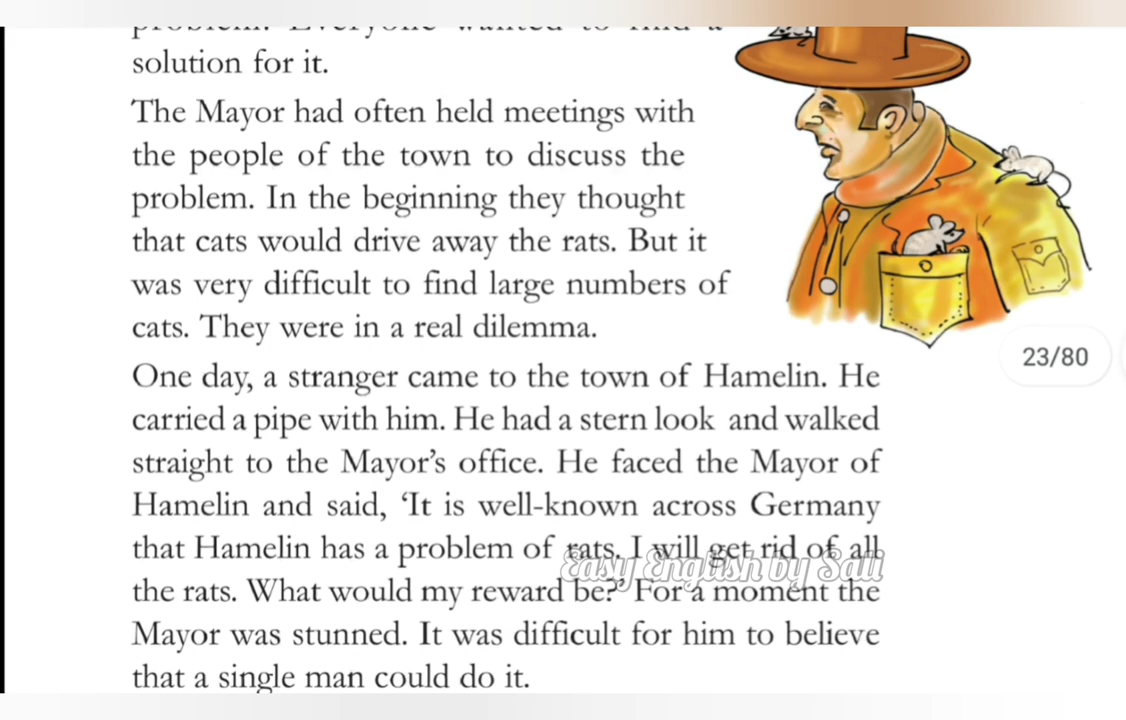 problem. Everyone wanted to find a
solution for it.
The Mayor had often held meetings with
the people of the town to discuss the
problem. In the beginning they thought
that cats would drive away the rats. But it
was very difficult to find large numbers of
cats. They were in a real dilemma.
23/80
One day, a stranger came to the town of Hamelin. He
carried a pipe with him. He had a stern look and walked
straight to the Mayor's office. He faced the Mayor of
Hamelin and said, ‘It is well-known across Germany
that Hamelin has a problem of rats. I will get rid of all
Easy English by Sali
the rats. What would my reward be?’ For a moment the
Mayor was stunned. It was difficult for him to believe
that a single man could do it.